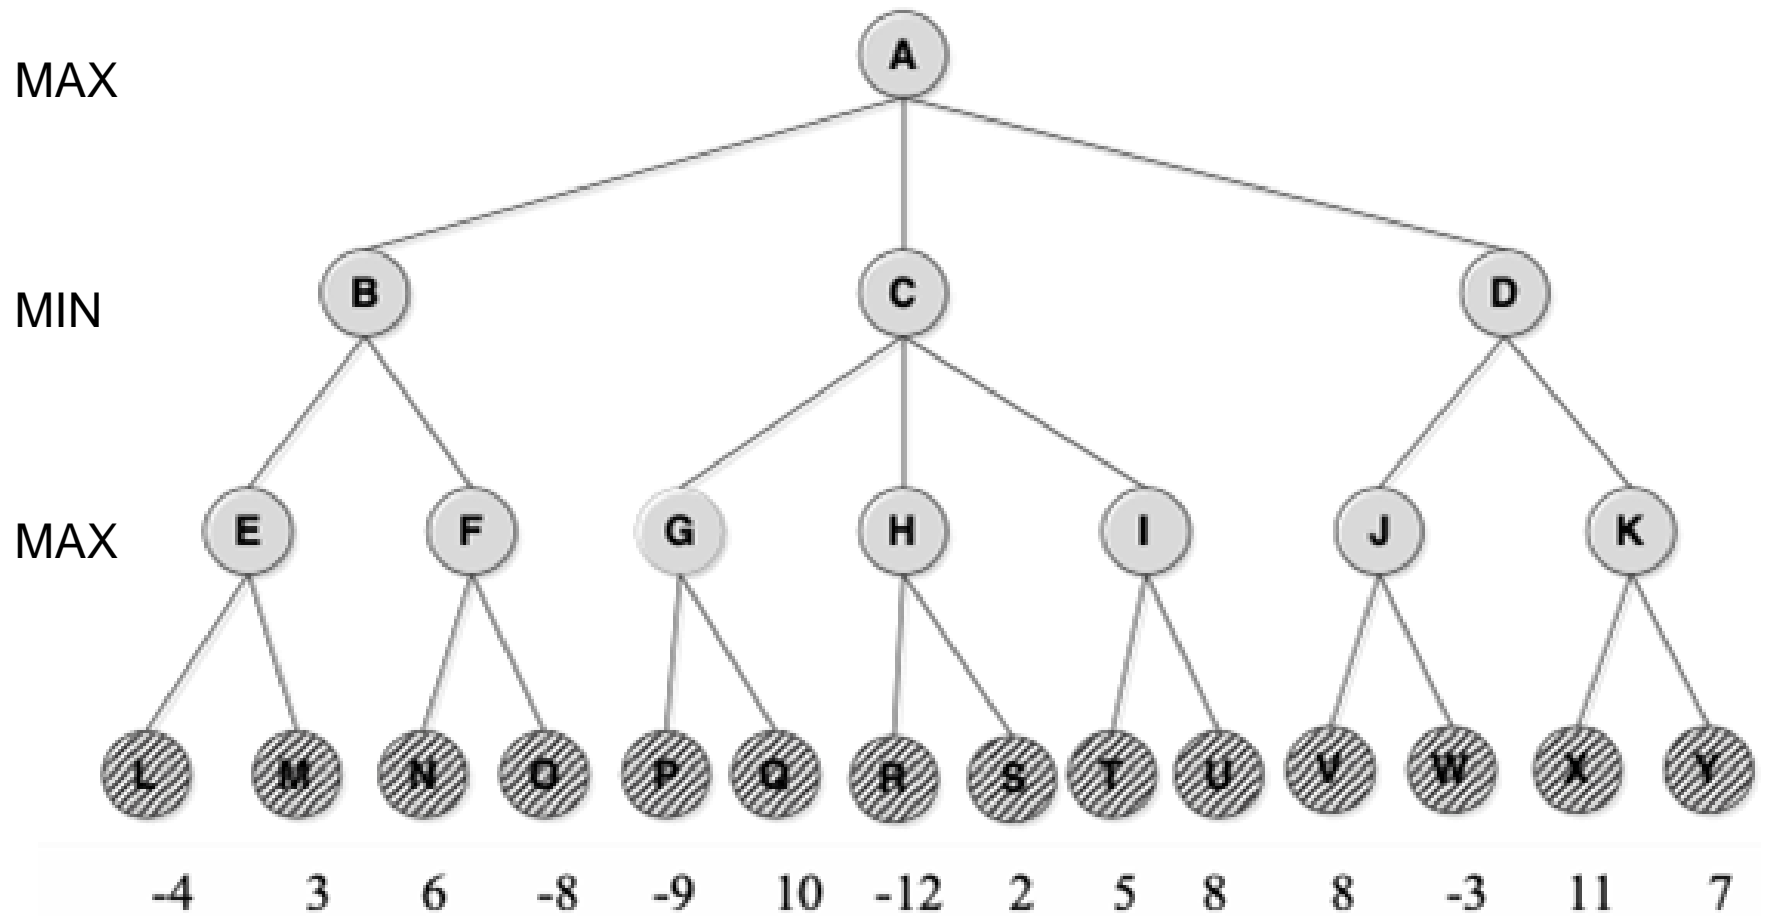 MAX A
MIN B C D
MAX E F G H I J K
L M N O P Q R S T U V W X Y
-4 3 6 -8 -9 10 -12 2 5 8 8 -3 11 7